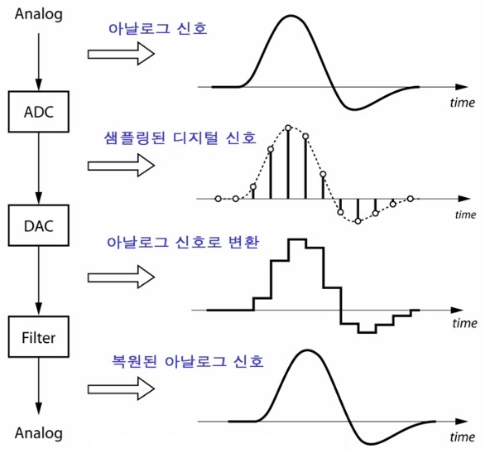 Analog
아날로그 신호
time
ADC
샘플링된 디지털 신호
time
DAC
아날로그 신호로 변환
time
Filter
복원된 아날로그 신호
time
Analog